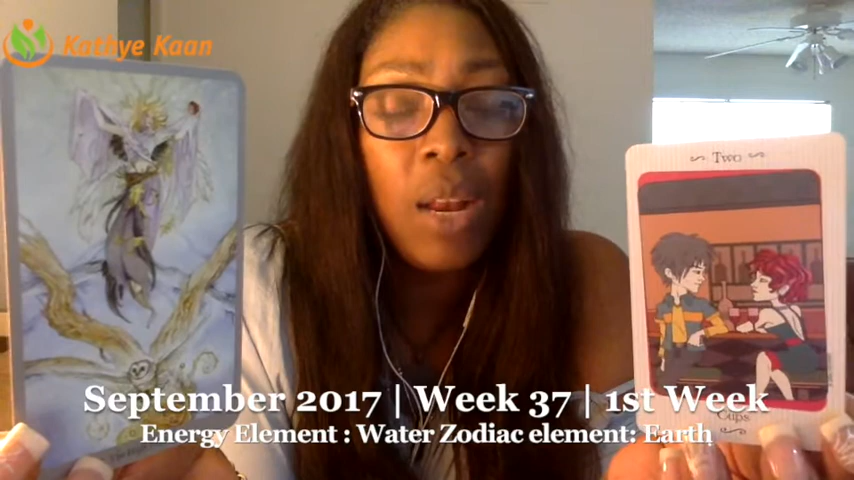 Kathye Kaan
Two
September 2017 | Week 37 | 1st Week
Energy Element : Water Zodiac element: Earth
Cups